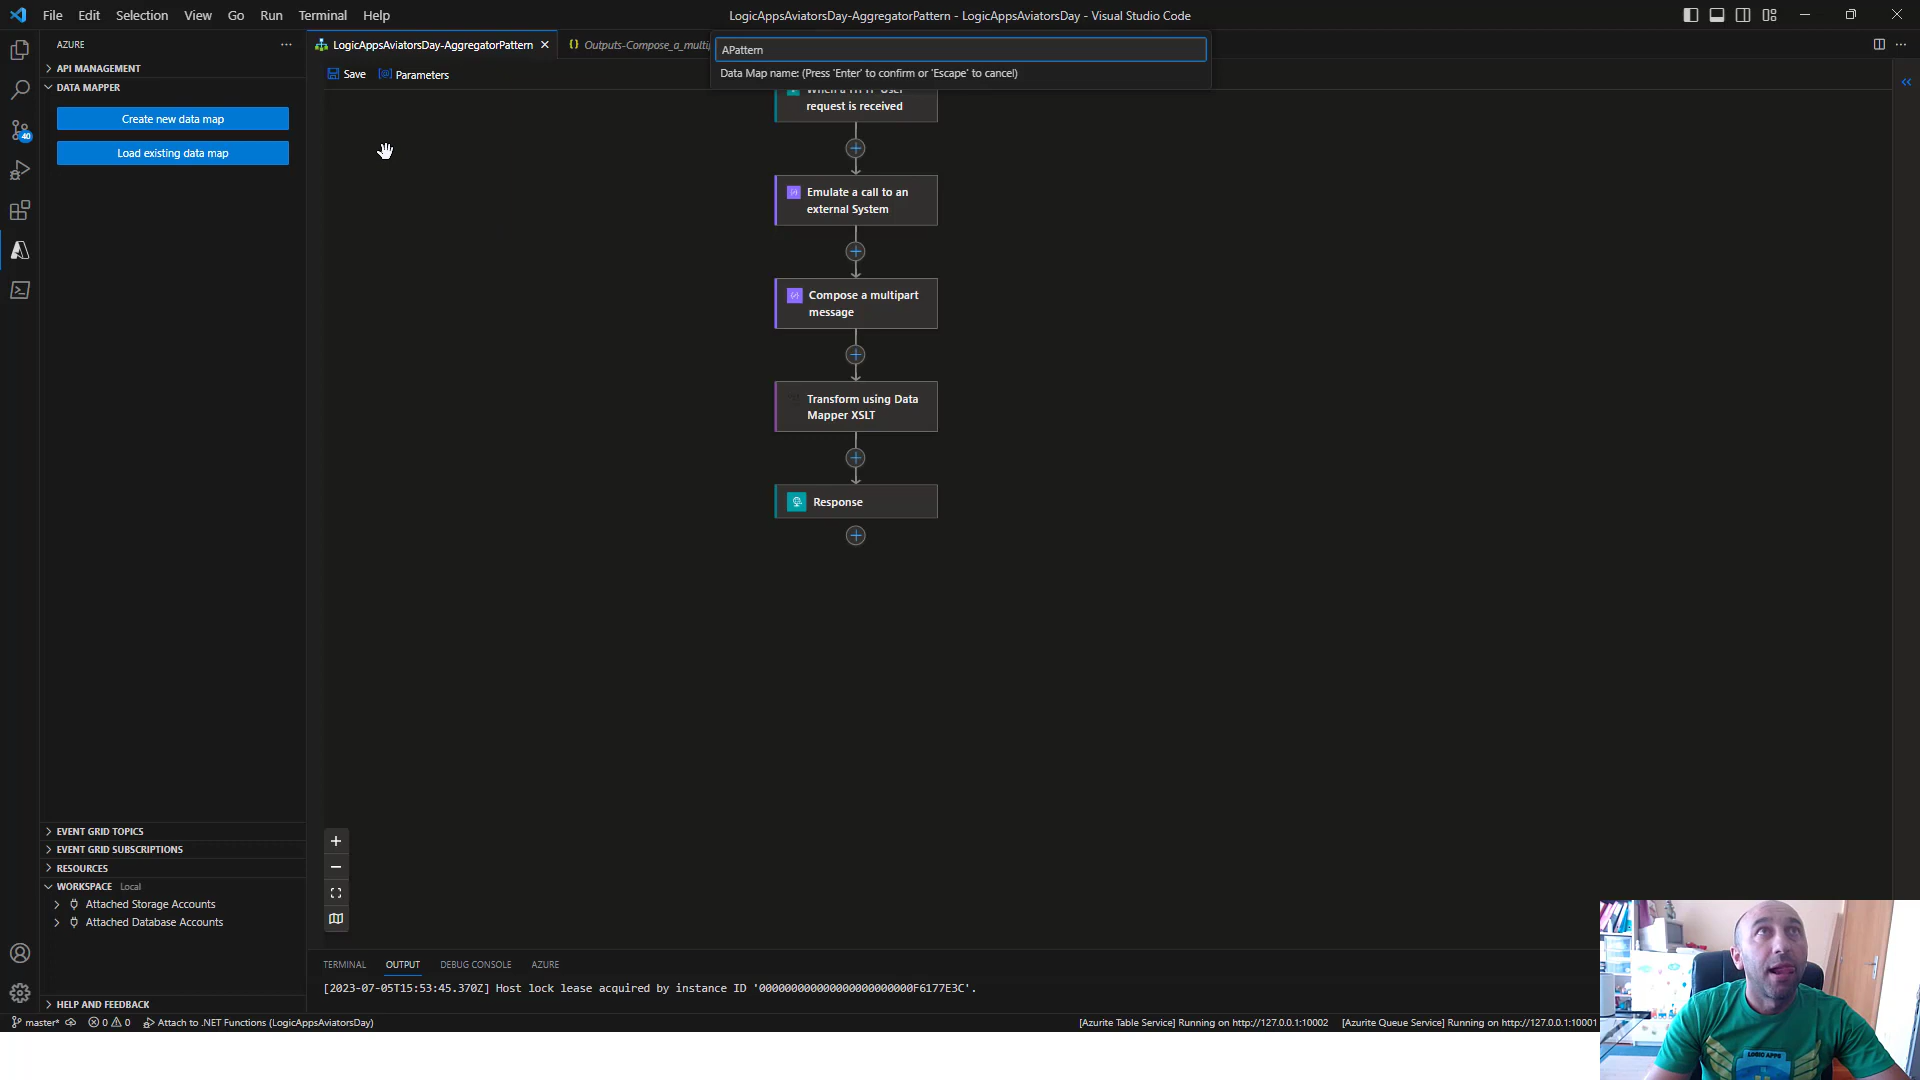 File Edit Selection View Go Run Terminal Help
LogicAppsAviatorsDay-AggregatorPattern - LogicAppsAviatorsDay - Visual Studio Code
AZURE
LogicAppsAviatorsDay-AggregatorPattern
Outputs-Compose_a_multip
APattern
Data Map name: (Press 'Enter' to confirm or 'Escape' to cancel)
API MANAGEMENT
DATA MAPPER
Create new data map
Load existing data map
Save Parameters
request is received
Emulate a call to an
external System
Compose a multipart
message
Transform using Data
Mapper XSLT
Response
40
EVENT GRID TOPICS
EVENT GRID SUBSCRIPTIONS
RESOURCES
WORKSPACE Local
Attached Storage Accounts
Attached Database Accounts
HELP AND FEEDBACK
TERMINAL OUTPUT DEBUG CONSOLE AZURE
[2023-07-05T15:53:45.370Z] Host lock lease acquired by instance ID '000000000000000000000000F6177E3C'.
master* 0 0 Attach to .NET Functions (LogicAppsAviatorsDay)
[Azurite Table Service] Running on http://127.0.0.1:10002 [Azurite Queue Service] Running on http://127.0.0.1:10001
LOGIC APPS